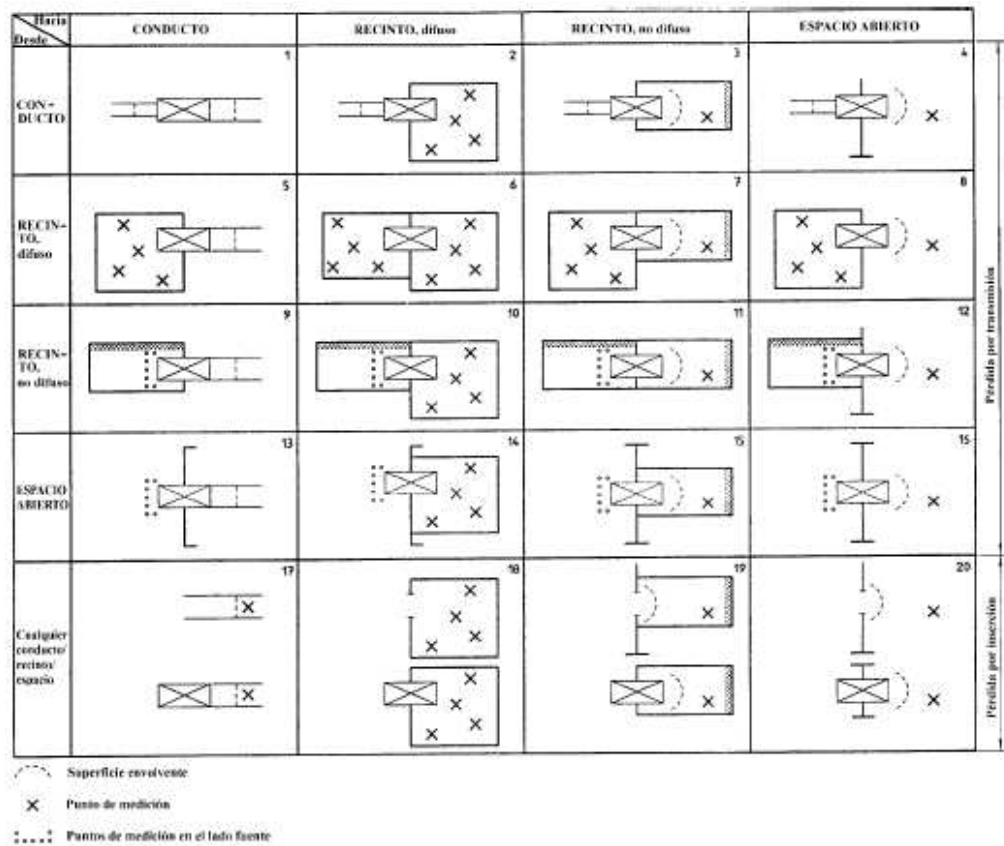 Hacia
Desde
CONDUCTO
RECINTO, difuso
RECINTO, no difuso
ESPACIO ABIERTO
CON-
DUCTO
1
2
3
4
RECIN-
TO,
difuso
5
6
7
8
RECIN-
TO,
no difuso
9
10
11
12
ESPACIO
ABIERTO
13
14
15
15
Cualquier
conducto/
recinto/
espacio
17
18
19
20
Pérdida por transmisión
Pérdida por inserción
Superficie envolvente
Punto de medición
Puntos de medición en el lado fuente